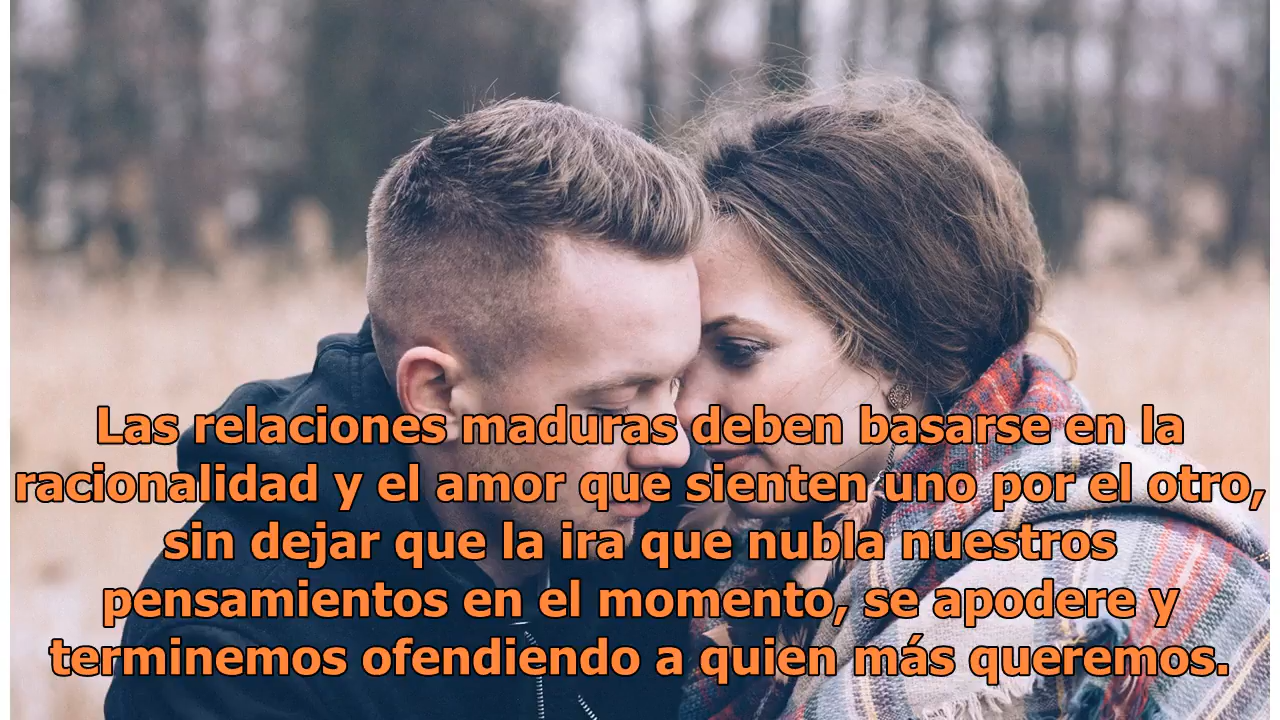 Las relaciones maduras deben basarse en la
racionalidad y el amor que sienten uno por el otro,
sin dejar que la ira que nubla nuestros
pensamientos en el momento, se apodere y
terminemos ofendiendo a quien más queremos.